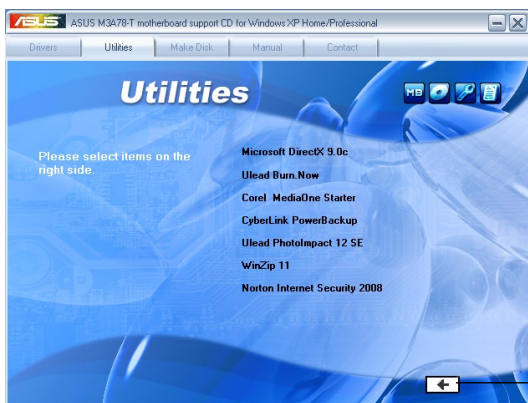 ASUS M3A78-T motherboard support CD for Windows XP Home/Professional
Drivers Utilities Make Disk Manual Contact
Utilities
MB
Please select items on the
right side.
Microsoft DirectX 9.0c
Ulead Burn.Now
Corel MediaOne Starter
CyberLink PowerBackup
Ulead PhotoImpact 12 SE
WinZip 11
Norton Internet Security 2008